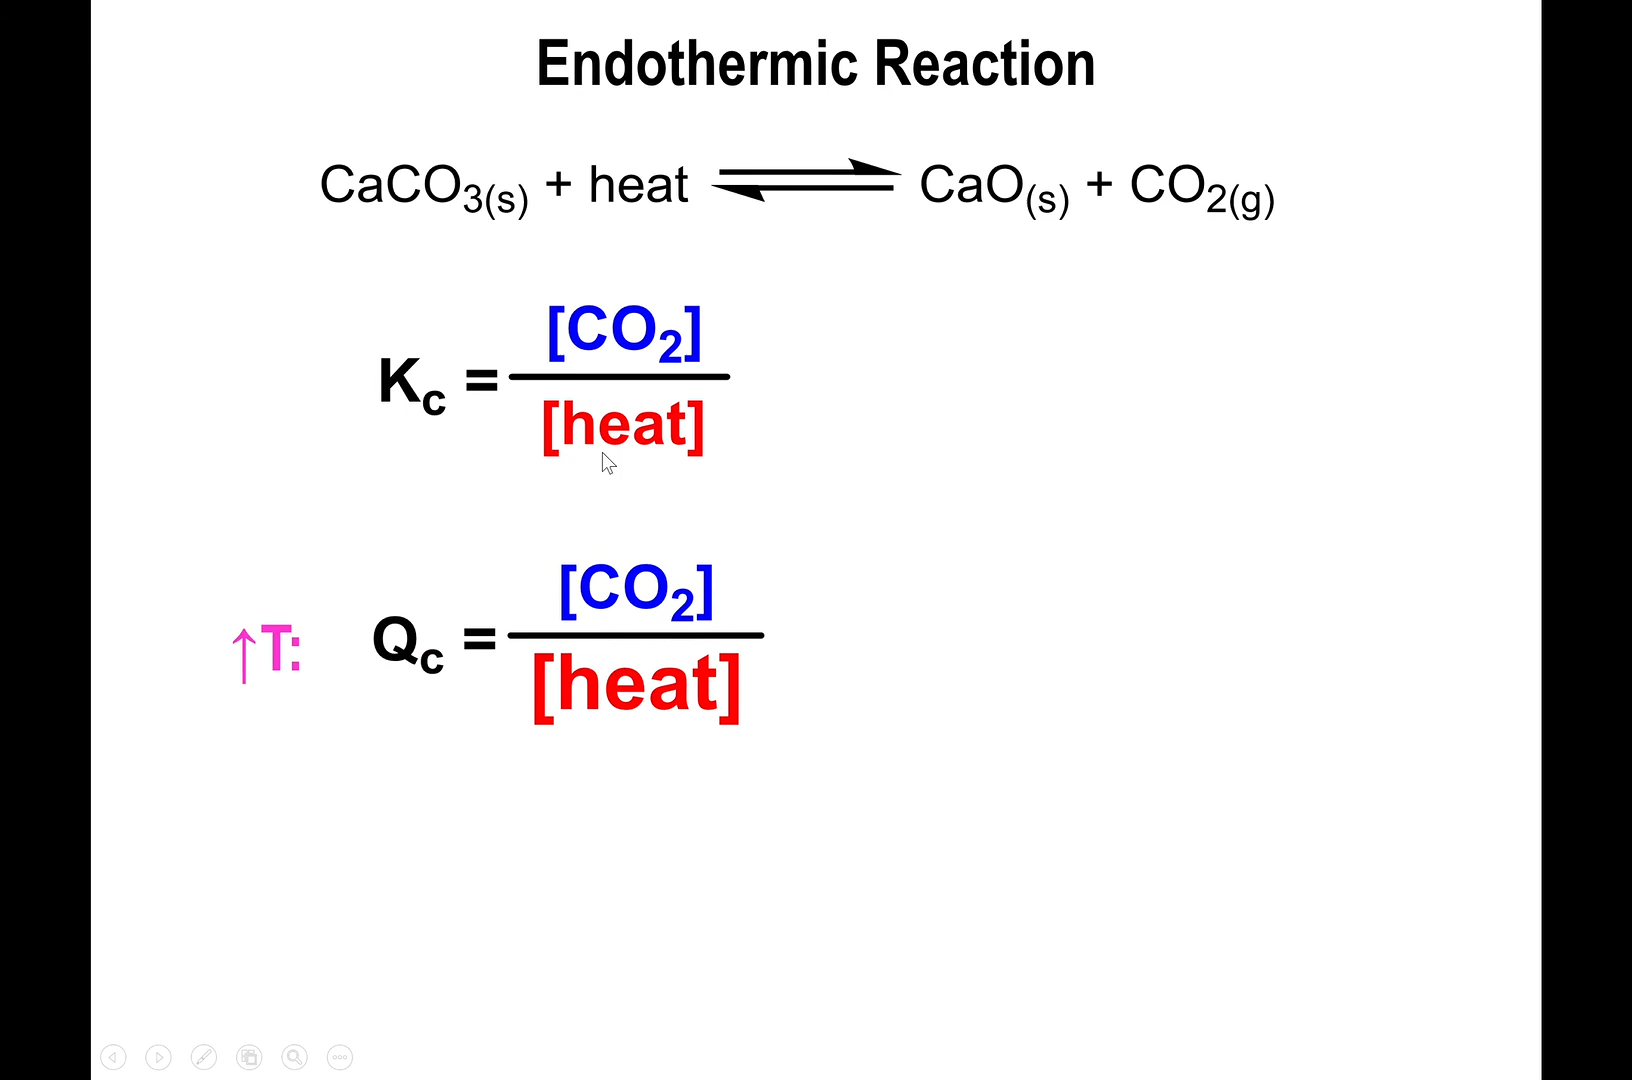 Endothermic Reaction
CaCO₃(s) + heat ⇌ CaO(s) + CO₂(g)
Kc = [CO₂] / [heat]
↑T: Qc = [CO₂] / [heat]